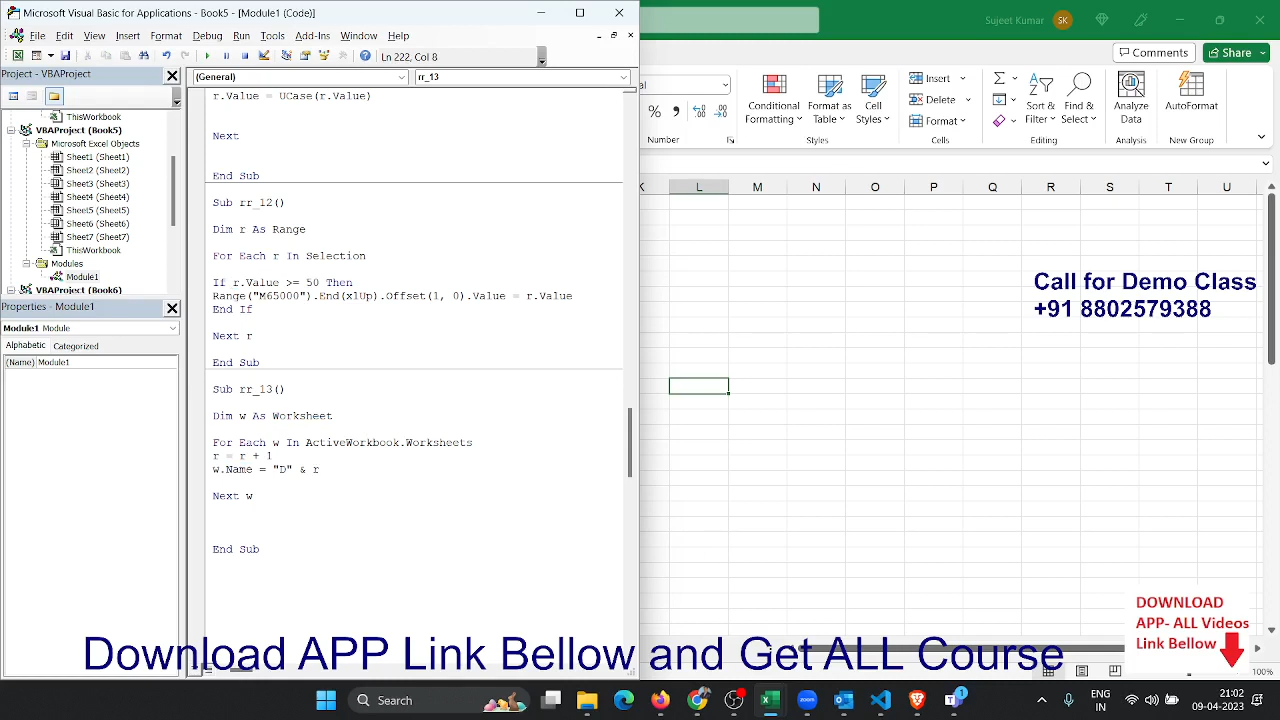 Microsoft Visual Basic for Applications - Book5 - [Module1 (Code)]
Sujeet Kumar
SK
File Edit View Insert Format Debug Run Tools Add-Ins Window Help
Ln 222, Col 8
Comments
Share
Project - VBAProject
(General)
rr_13
ThisWorkbook
VBAProject (Book5)
Microsoft Excel Objects
Sheet1 (Sheet1)
Sheet2 (Sheet2)
Sheet3 (Sheet3)
Sheet4 (Sheet4)
Sheet5 (Sheet5)
Sheet6 (Sheet6)
Sheet7 (Sheet7)
ThisWorkbook
Modules
Module1
VBAProject (Book6)
Properties - Module1
Module1 Module
Alphabetic Categorized
(Name) Module1
r.Value = UCase(r.Value)
Next
End Sub
Sub rr_12()
Dim r As Range
For Each r In Selection
If r.Value >= 50 Then
Range("M65000").End(xlUp).Offset(1, 0).Value = r.Value
End If
Next r
End Sub
Sub rr_13()
Dim w As Worksheet
For Each w In ActiveWorkbook.Worksheets
r = r + 1
w.Name = "D" & r
Next w
End Sub
Conditional Formatting
Format as Table
Cell Styles
Insert
Delete
Format
Sort & Filter
Find & Select
Analyze Data
AutoFormat
Number
Styles
Cells
Editing
Analysis
New Group
K L M N O P Q R S T U
Call for Demo Class
+91 8802579388
DOWNLOAD
APP- ALL Videos
Link Bellow
Download APP Link Bellow and Get ALL Course
100%
Search
ENG
IN
21:02
09-04-2023
1